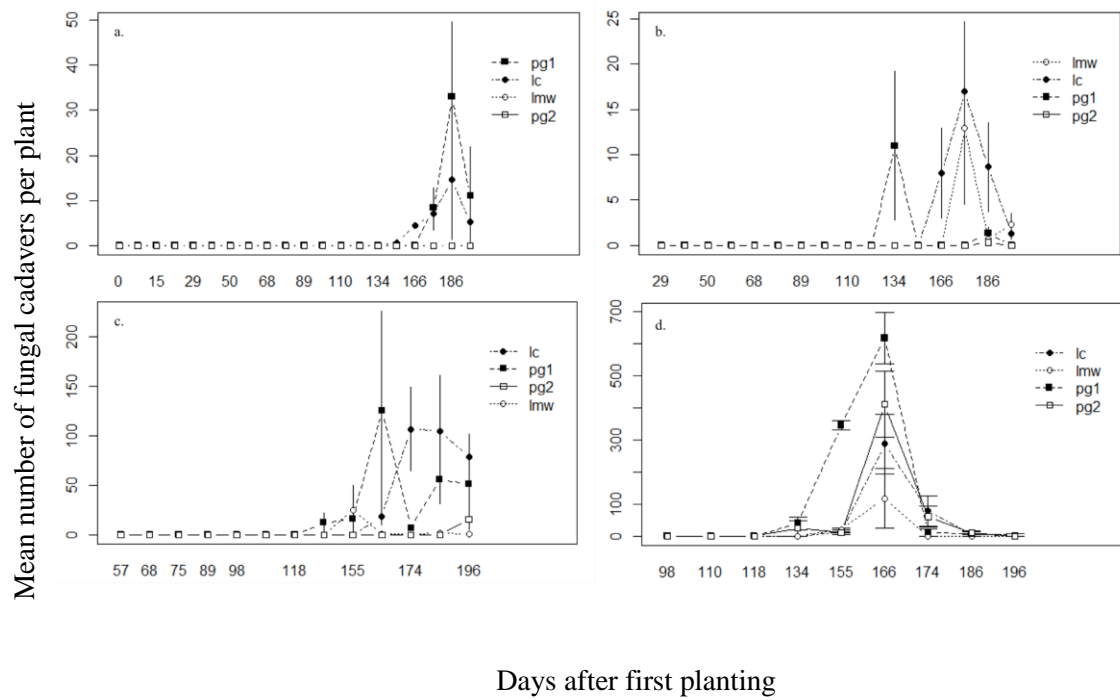 Mean number of fungal cadavers per plant
a.
50
40
30
20
10
0
pg1
lc
lmw
pg2
0 15 29 50 68 89 110 134 166 186
b.
25
20
15
10
5
0
lmw
lc
pg1
pg2
29 50 68 89 110 134 166 186
c.
200
150
100
50
0
lc
pg1
pg2
lmw
57 68 75 89 98 118 155 174 196
d.
700
500
300
100
0
lc
lmw
pg1
pg2
98 110 118 134 155 166 174 186 196
Days after first planting